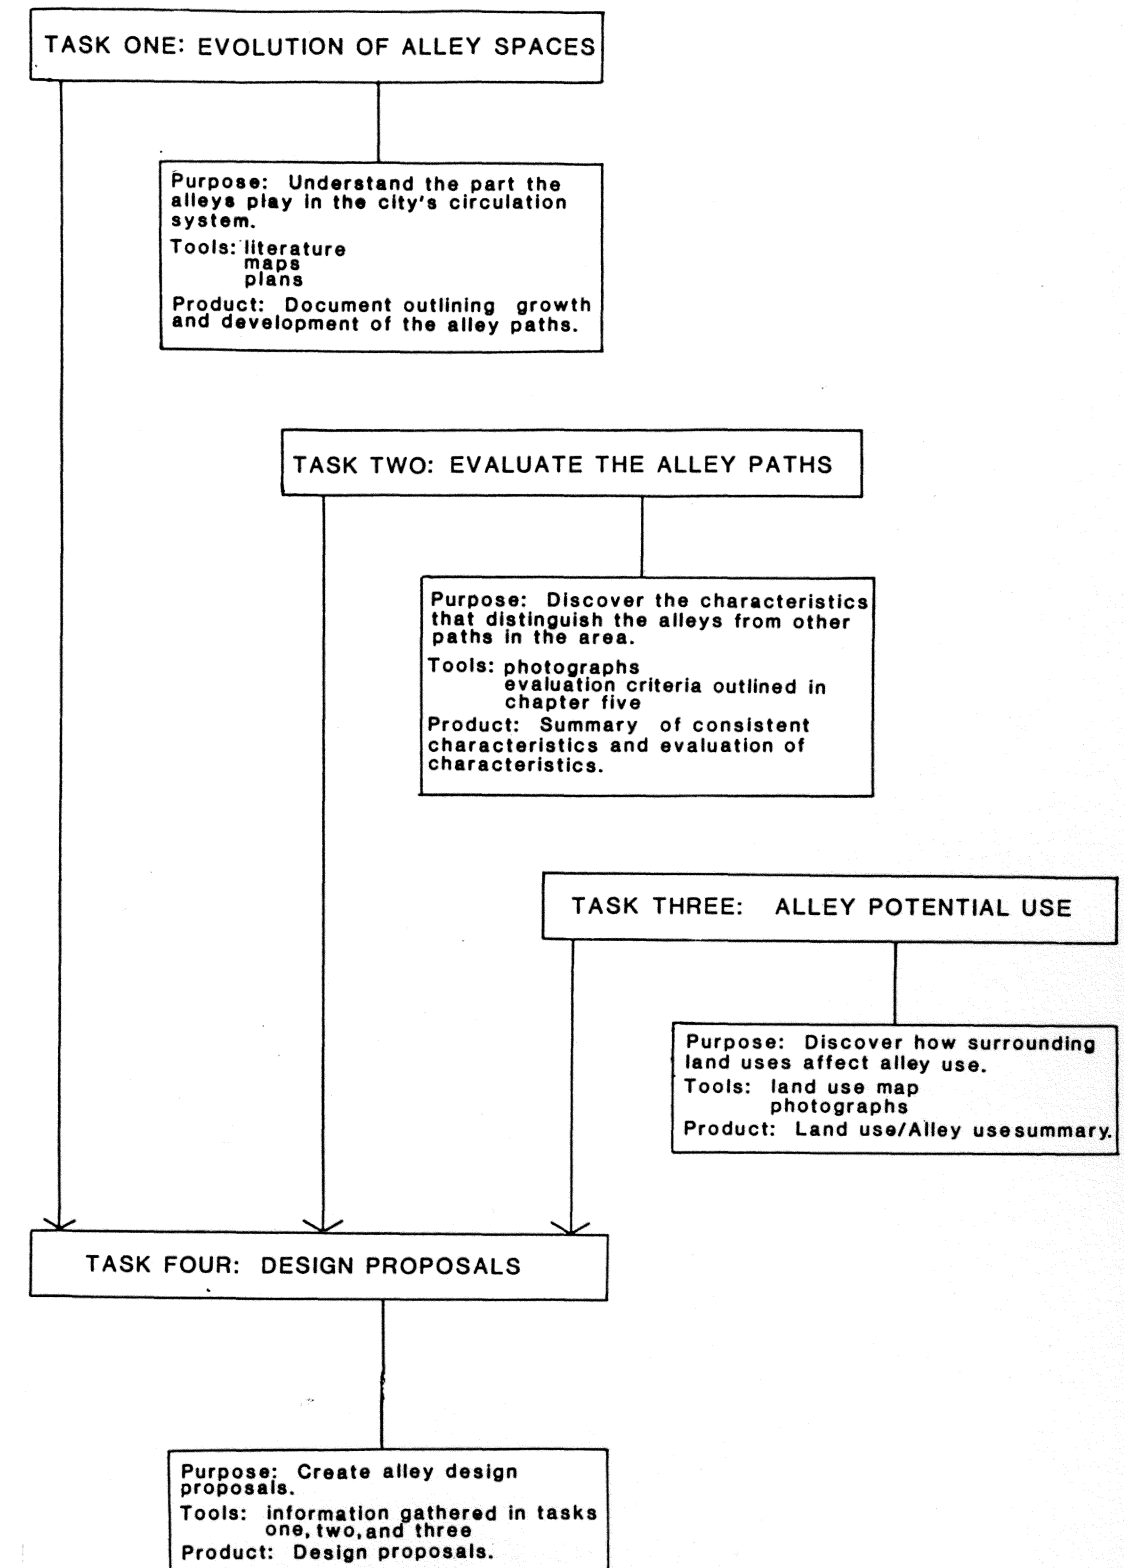 TASK ONE: EVOLUTION OF ALLEY SPACES
Purpose: Understand the part the
alleys play in the city's circulation
system.
Tools: literature
maps
plans
Product: Document outlining growth
and development of the alley paths.
TASK TWO: EVALUATE THE ALLEY PATHS
Purpose: Discover the characteristics
that distinguish the alleys from other
paths in the area.
Tools: photographs
evaluation criteria outlined in
chapter five
Product: Summary of consistent
characteristics and evaluation of
characteristics.
TASK THREE: ALLEY POTENTIAL USE
Purpose: Discover how surrounding
land uses affect alley use.
Tools: land use map
photographs
Product: Land use/Alley use summary.
TASK FOUR: DESIGN PROPOSALS
Purpose: Create alley design
proposals.
Tools: information gathered in tasks
one, two, and three
Product: Design proposals.